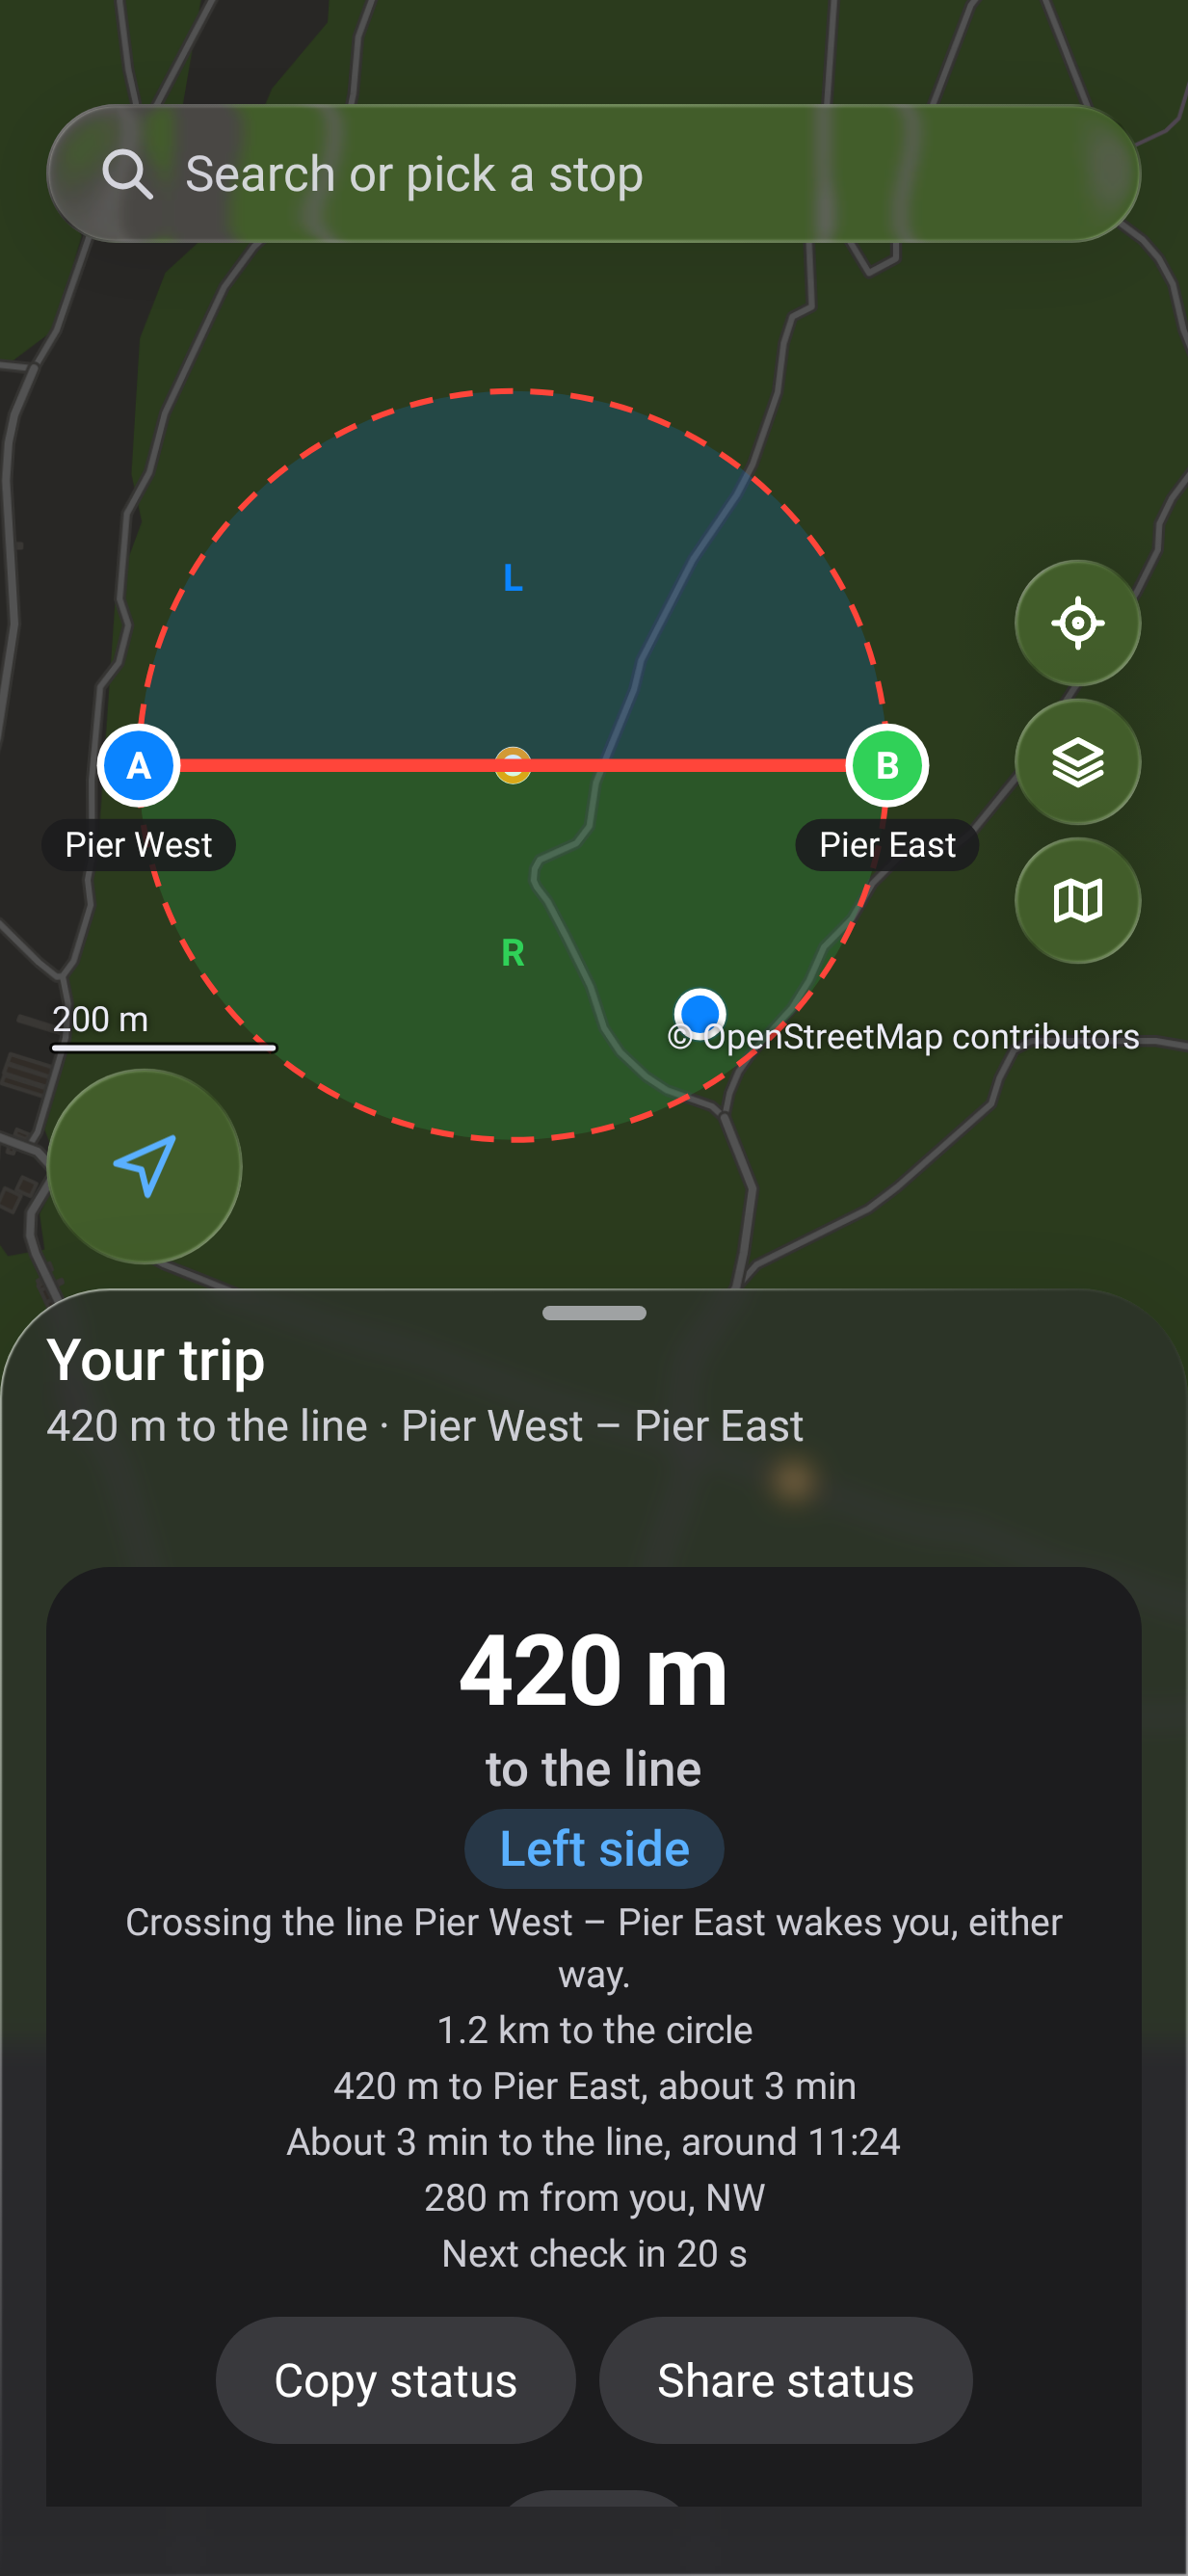 Search or pick a stop
L
A
B
Pier West
Pier East
R
200 m
© OpenStreetMap contributors
Your trip
420 m to the line · Pier West – Pier East
420 m
to the line
Left side
Crossing the line Pier West – Pier East wakes you, either
way.
1.2 km to the circle
420 m to Pier East, about 3 min
About 3 min to the line, around 11:24
280 m from you, NW
Next check in 20 s
Copy status
Share status